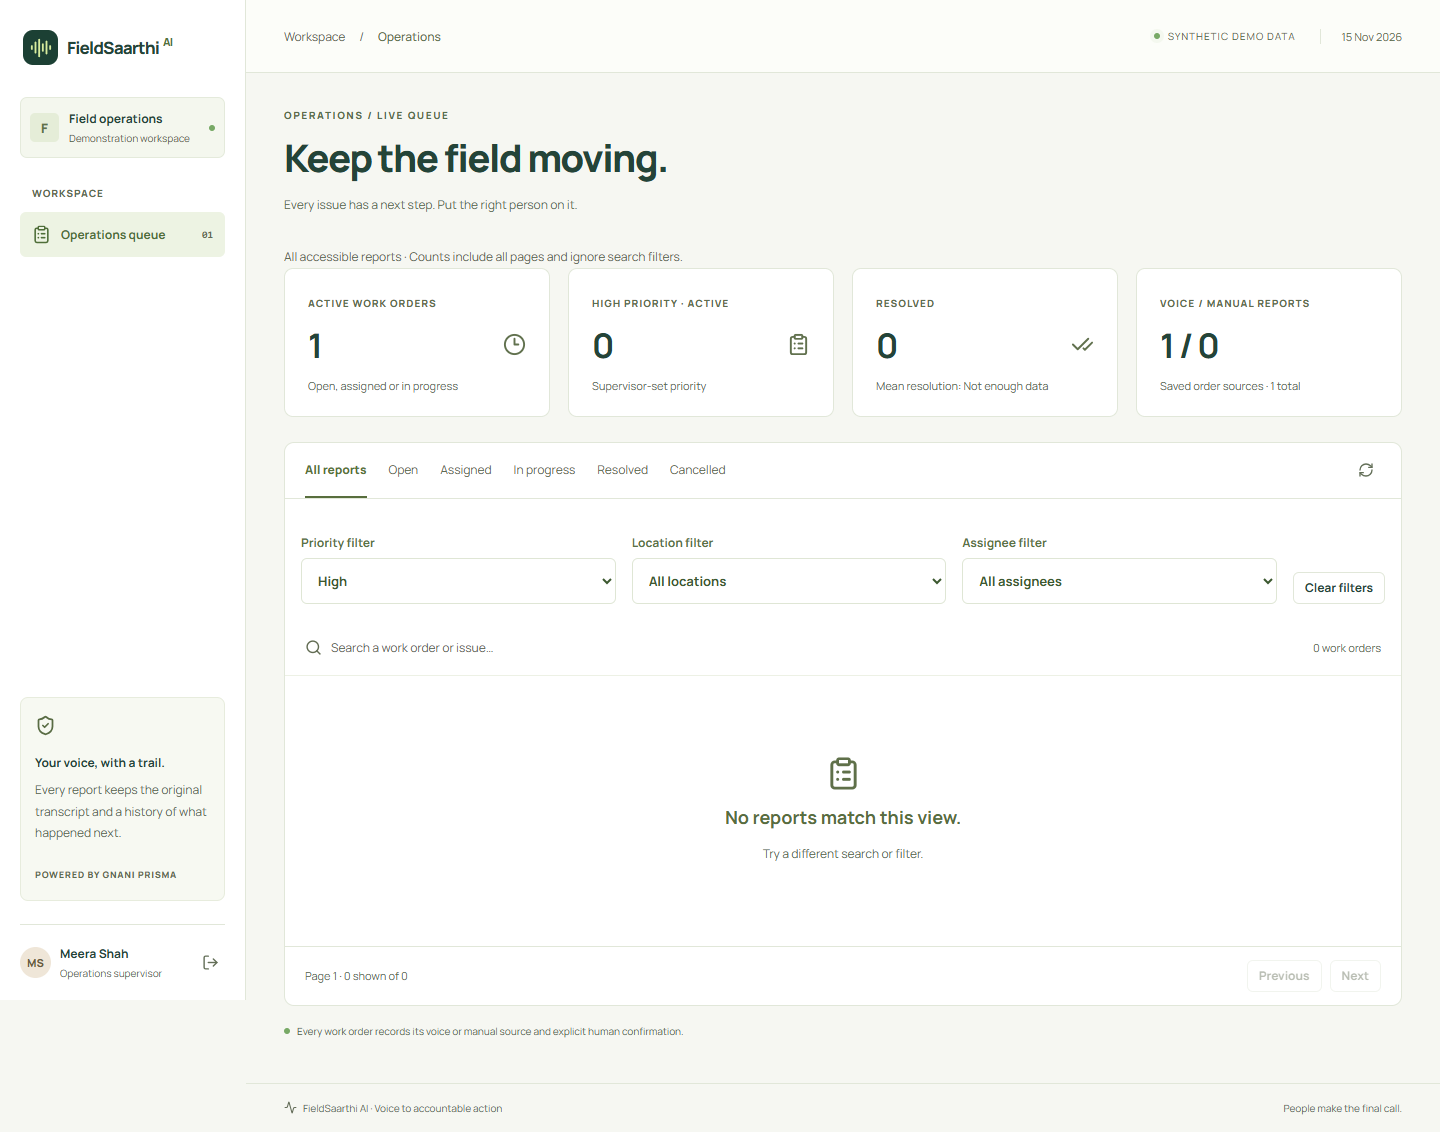 FieldSaarthi AI
Workspace / Operations
SYNTHETIC DEMO DATA
15 Nov 2026
F
Field operations
Demonstration workspace
WORKSPACE
Operations queue 01
OPERATIONS / LIVE QUEUE
Keep the field moving.
Every issue has a next step. Put the right person on it.
All accessible reports · Counts include all pages and ignore search filters.
ACTIVE WORK ORDERS
1
Open, assigned or in progress
HIGH PRIORITY · ACTIVE
0
Supervisor-set priority
RESOLVED
0
Mean resolution: Not enough data
VOICE / MANUAL REPORTS
1 / 0
Saved order sources · 1 total
All reports Open Assigned In progress Resolved Cancelled
Priority filter
High
Location filter
All locations
Assignee filter
All assignees
Clear filters
Search a work order or issue...
0 work orders
No reports match this view.
Try a different search or filter.
Page 1 · 0 shown of 0
Previous Next
Every work order records its voice or manual source and explicit human confirmation.
Your voice, with a trail.
Every report keeps the original
transcript and a history of what
happened next.
POWERED BY GNANI PRISMA
MS
Meera Shah
Operations supervisor
FieldSaarthi AI · Voice to accountable action
People make the final call.